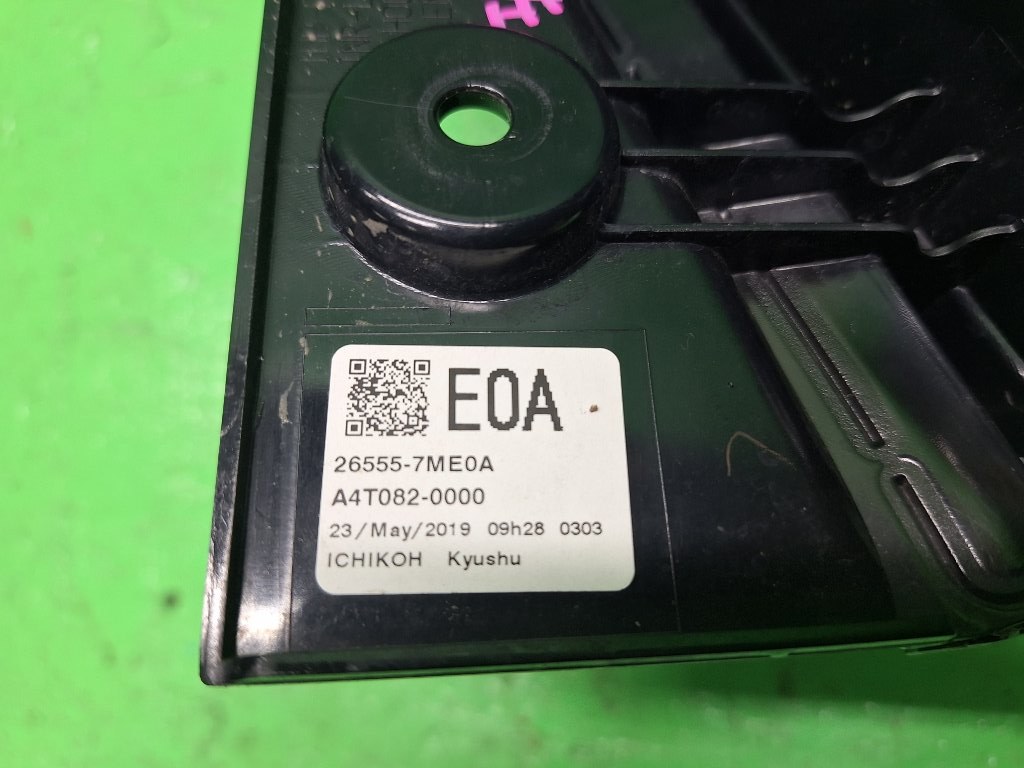 E0A
26555-7ME0A
A4T082-0000
23/May/2019 09h28 0303
ICHIKOH Kyushu